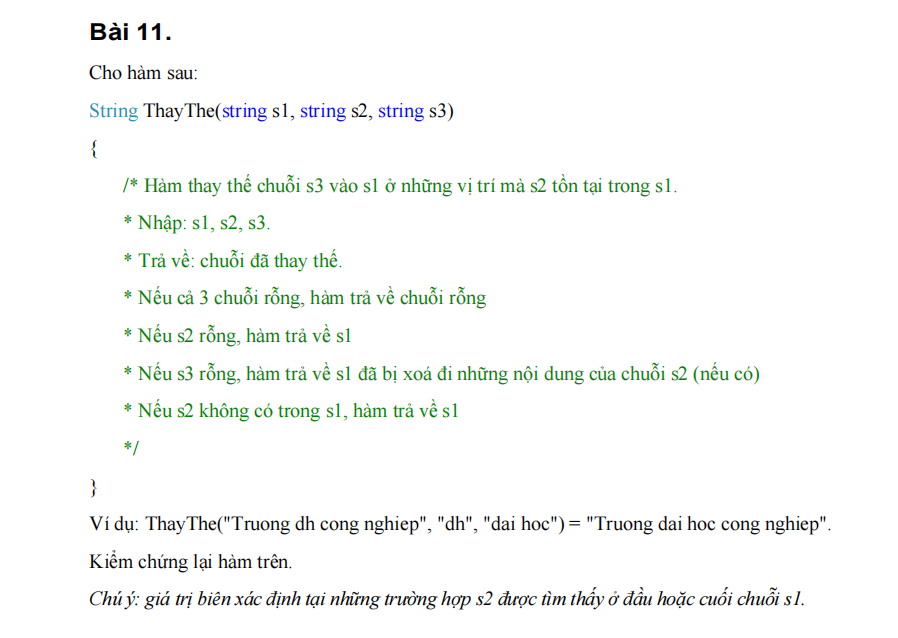 Bài 11.
Cho hàm sau:
String ThayThe(string s1, string s2, string s3)
{
/* Hàm thay thế chuỗi s3 vào s1 ở những vị trí mà s2 tồn tại trong s1.
* Nhập: s1, s2, s3.
* Trả về: chuỗi đã thay thế.
* Nếu cả 3 chuỗi rỗng, hàm trả về chuỗi rỗng
* Nếu s2 rỗng, hàm trả về s1
* Nếu s3 rỗng, hàm trả về s1 đã bị xoá đi những nội dung của chuỗi s2 (nếu có)
* Nếu s2 không có trong s1, hàm trả về s1
*/
}
Ví dụ: ThayThe("Truong dh cong nghiep", "dh", "dai hoc") = "Truong dai hoc cong nghiep".
Kiểm chứng lại hàm trên.
Chú ý: giá trị biên xác định tại những trường hợp s2 được tìm thấy ở đầu hoặc cuối chuỗi s1.